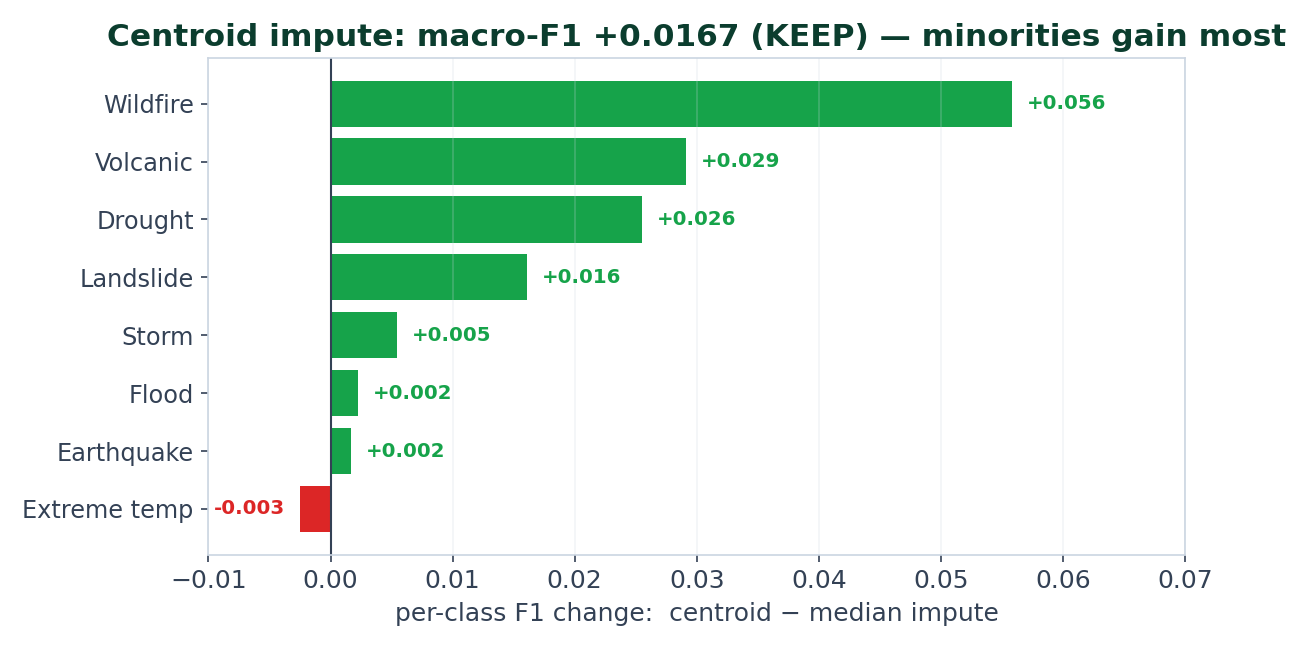 Centroid impute: macro-F1 +0.0167 (KEEP) — minorities gain most
Wildfire +0.056
Volcanic +0.029
Drought +0.026
Landslide +0.016
Storm +0.005
Flood +0.002
Earthquake +0.002
Extreme temp -0.003
−0.01 0.00 0.01 0.02 0.03 0.04 0.05 0.06 0.07
per-class F1 change:  centroid − median impute